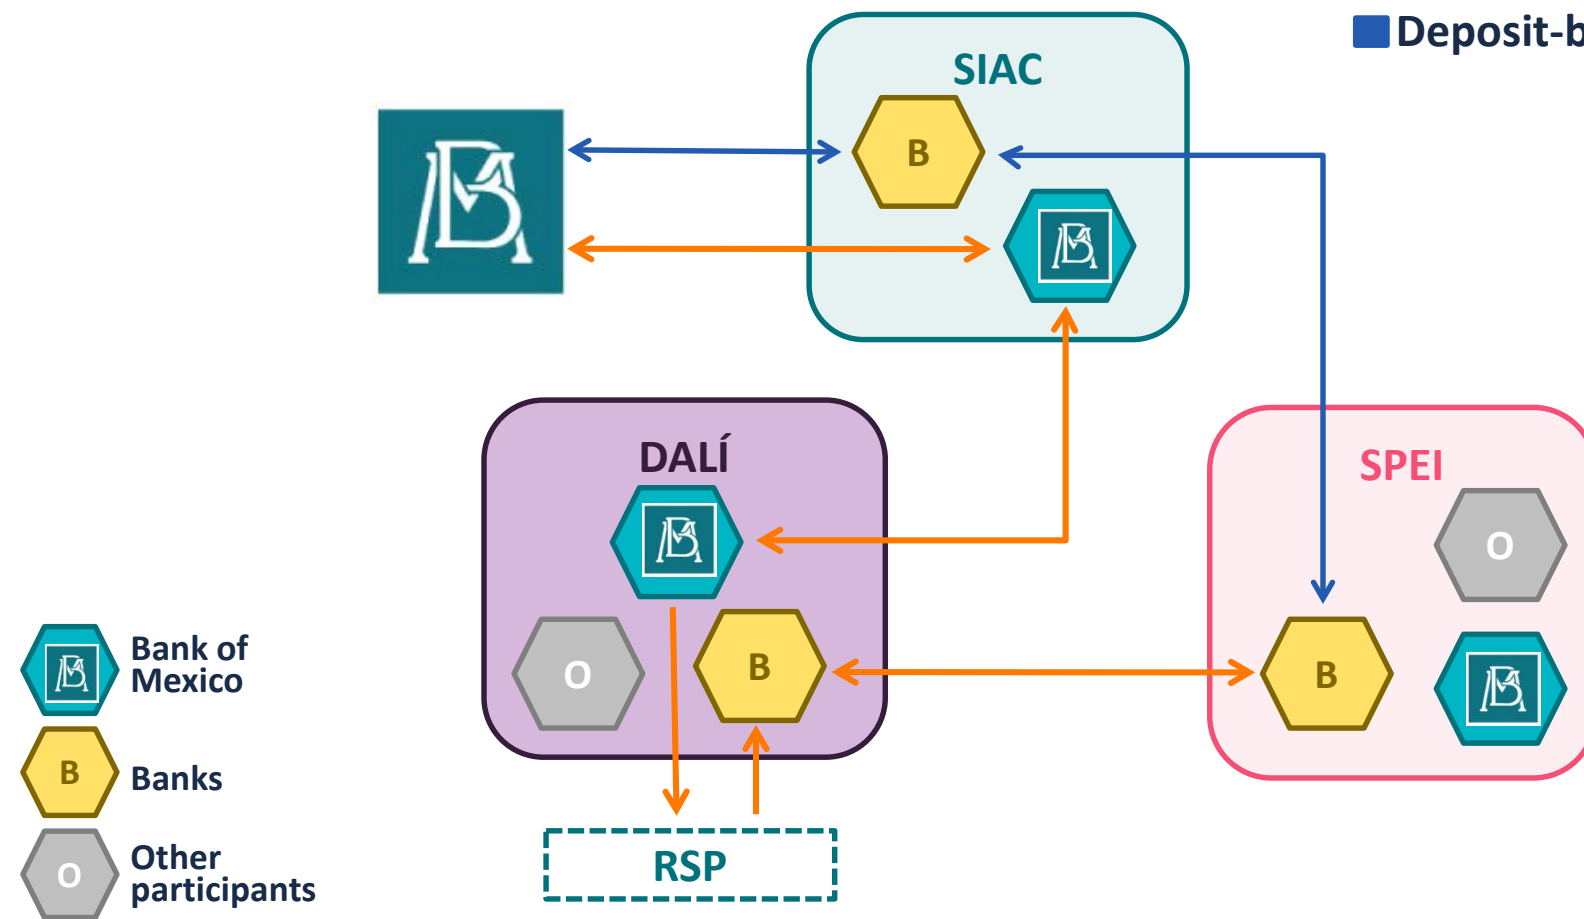 Deposit-b
SIAC
B
DALÍ
SPEI
O
O
B
B
Bank of
Mexico
B
Banks
O
Other
participants
RSP